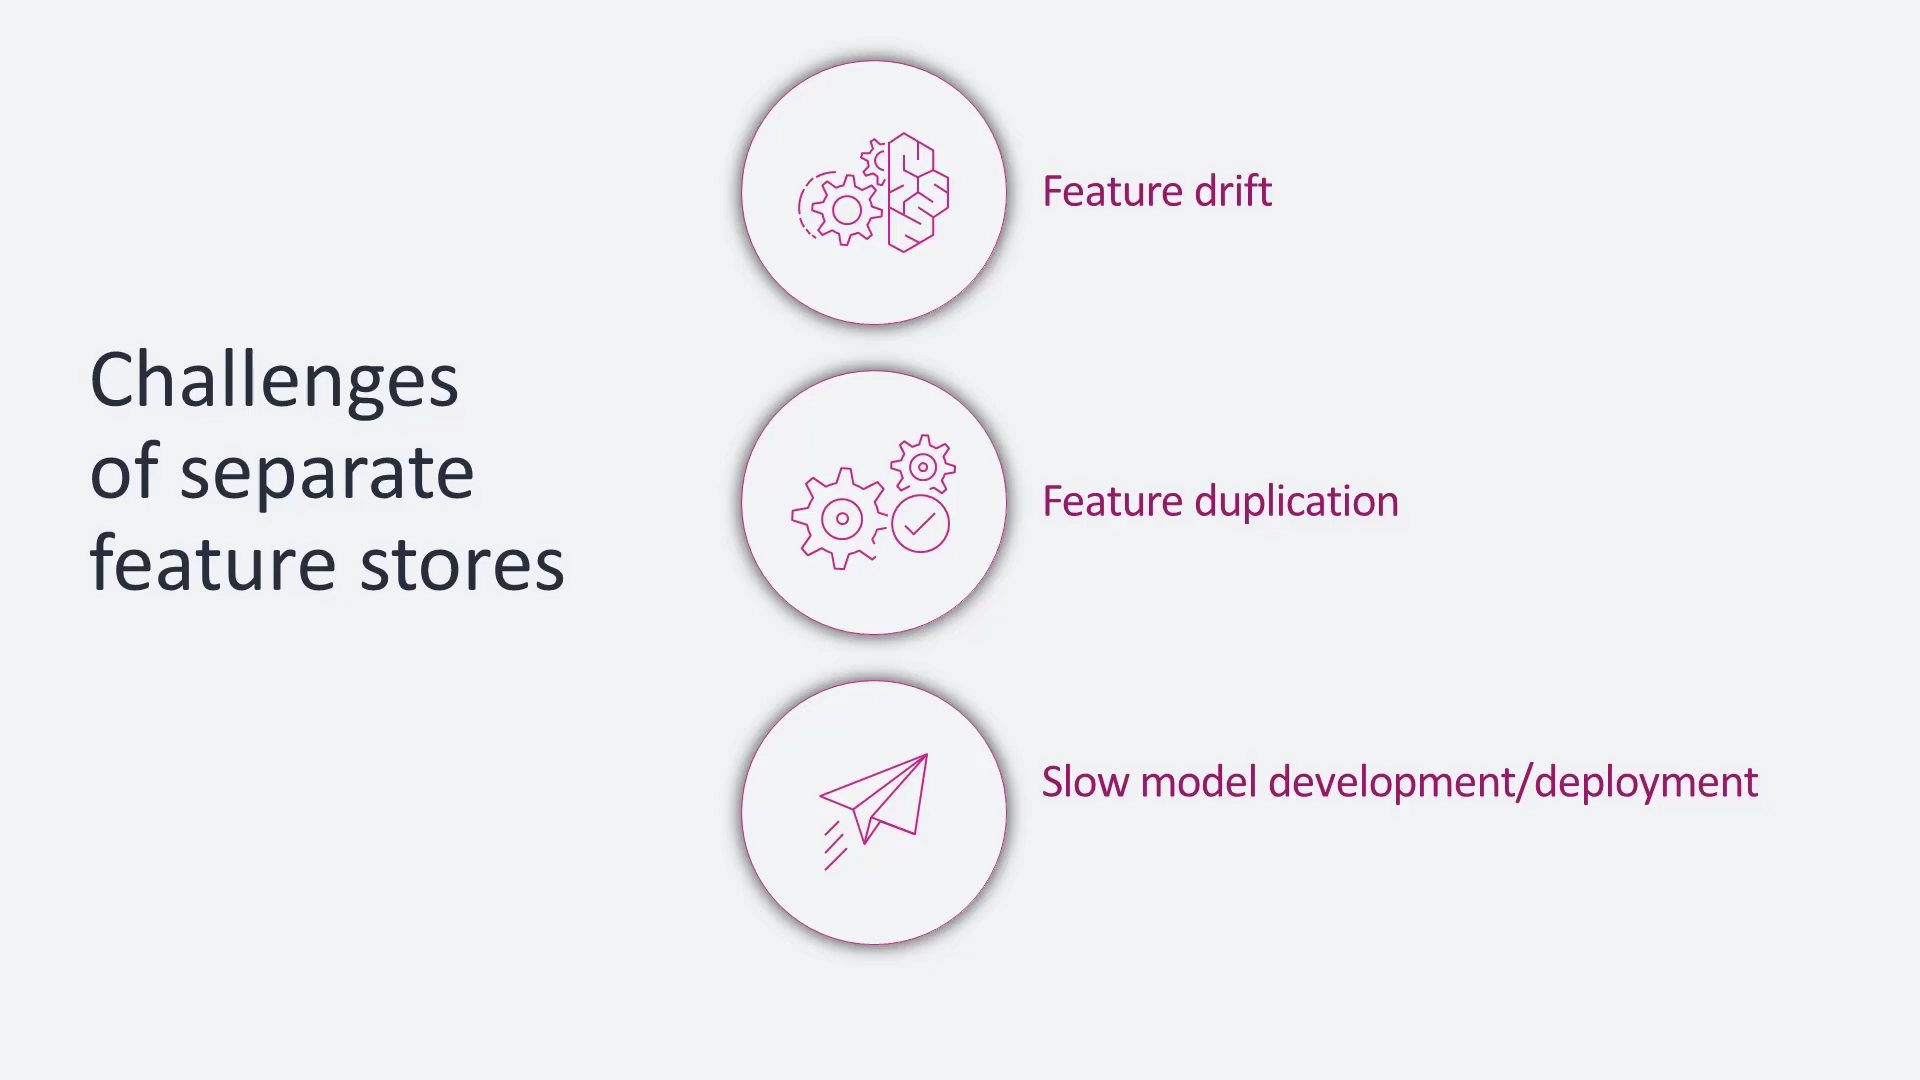 Challenges
of separate
feature stores
Feature drift
Feature duplication
Slow model development/deployment